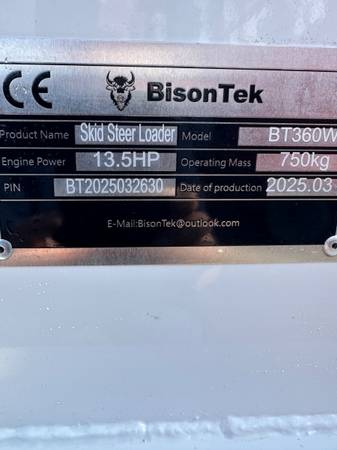 CE BisonTek
Product Name Skid Steer Loader Model BT360W
Engine Power 13.5HP Operating Mass 750kg
PIN BT2025032630 Date of production 2025.03
E-Mail:BisonTek@outlook.com